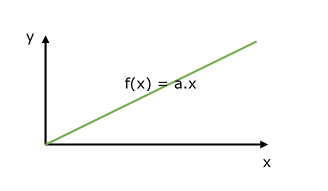 y
f(x) = a.x
x